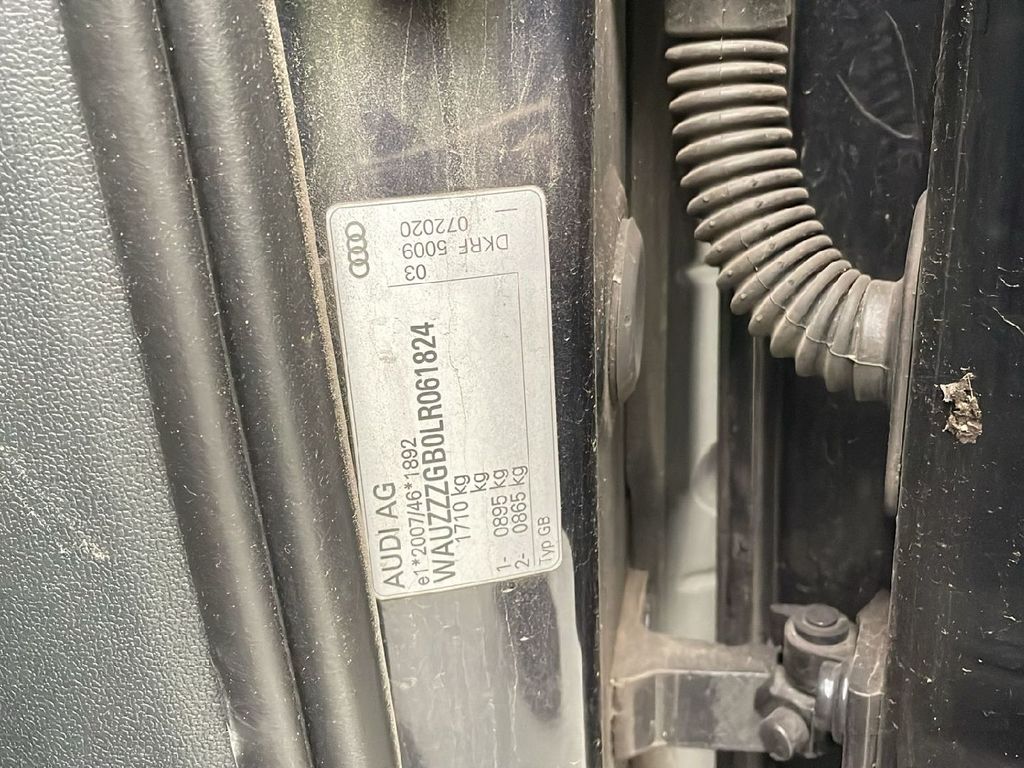 AUDI AG
e1*2007/46*1892
WAUZZZGB0LR061824
1710 kg
kg
1- 0895 kg
2- 0865 kg
Typ GB
03
DKRF 5009
072020